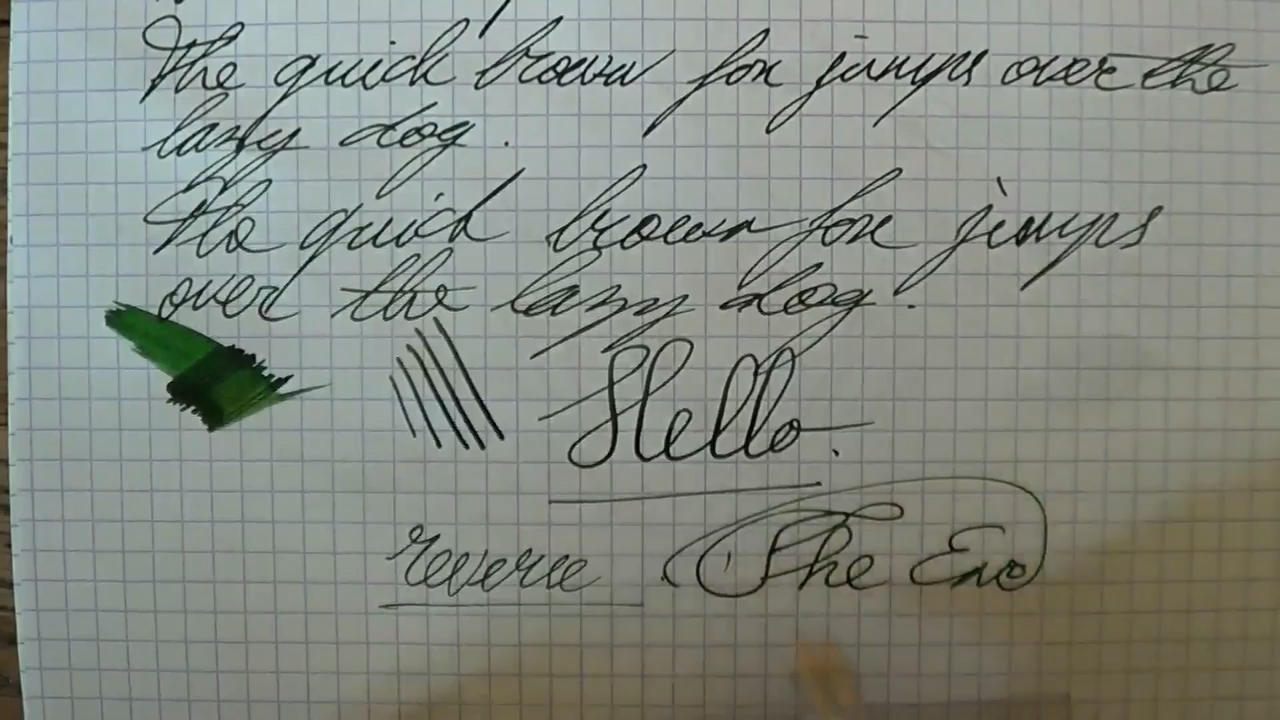 The quick brown fox jumps over the
lazy dog.
The quick brown fox jumps
over the lazy dog.
Hello.
reverse The End